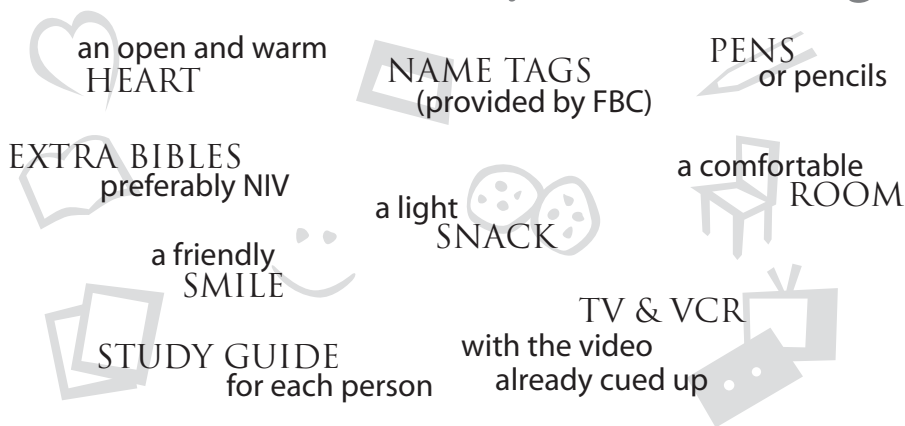 an open and warm
HEART
NAME TAGS
(provided by FBC)
PENS
or pencils
EXTRA BIBLES
preferably NIV
a light
SNACK
a comfortable
ROOM
a friendly
SMILE
TV & VCR
with the video
already cued up
STUDY GUIDE
for each person